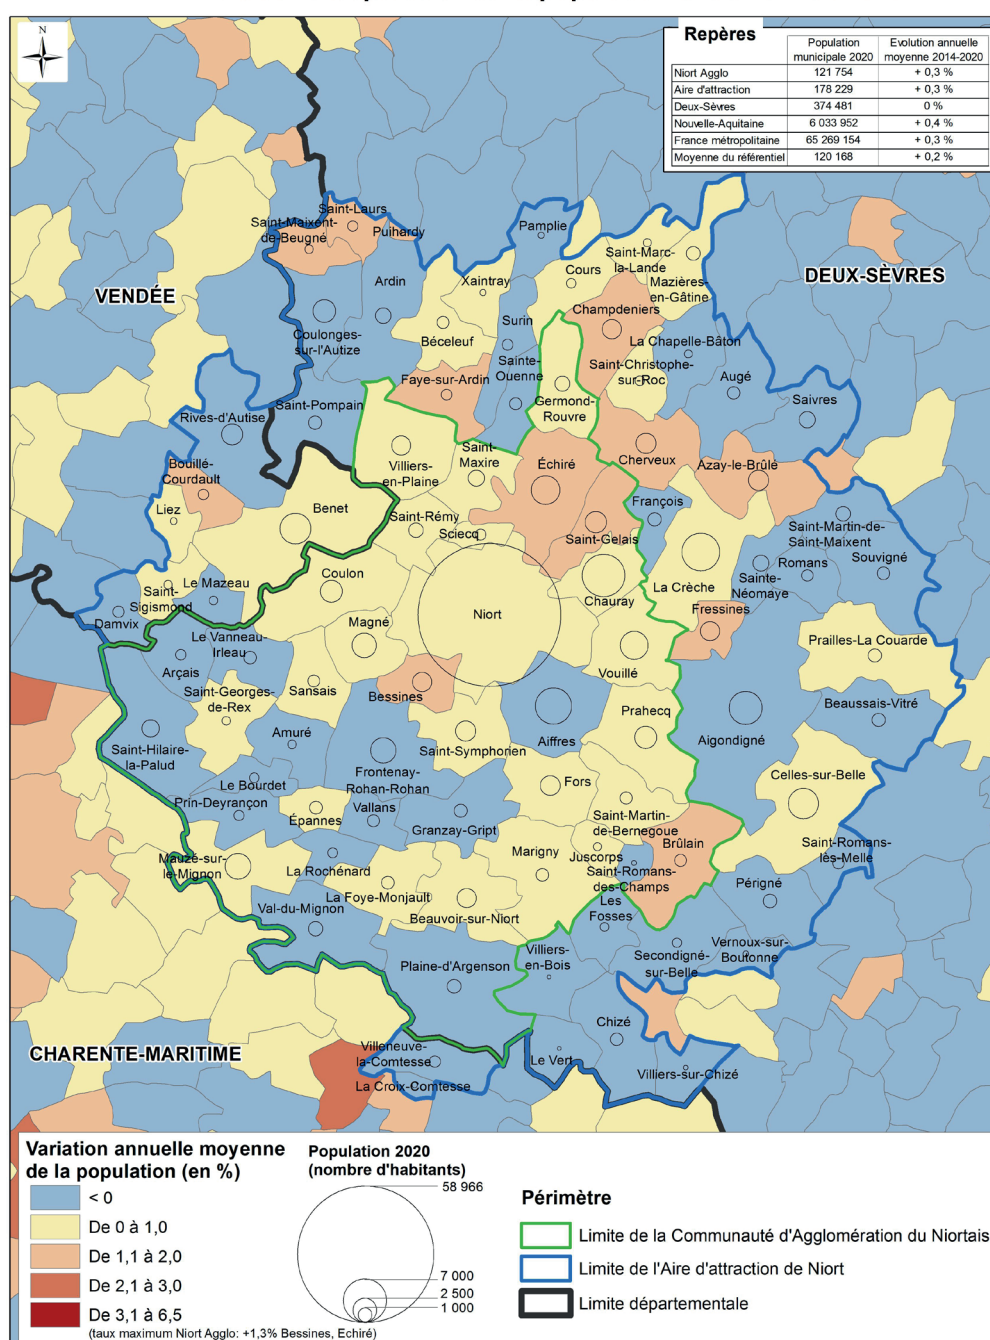 N
Repères
Population municipale 2020
Evolution annuelle moyenne 2014-2020
Niort Agglo 121 754 + 0,3 %
Aire d'attraction 178 229 + 0,3 %
Deux-Sèvres 374 481 0 %
Nouvelle-Aquitaine 6 033 952 + 0,4 %
France métropolitaine 65 269 154 + 0,3 %
Moyenne du référentiel 120 168 + 0,2 %
VENDÉE
DEUX-SÈVRES
CHARENTE-MARITIME
Saint-Laurs
Saint-Maixent-
de-Beugné
Puihardy
Pamplie
Saint-Marc-
la-Lande
Cours
Mazières-
en-Gâtine
Ardin
Xaintray
Champdeniers
Surin
Coulonges-
sur-l'Autize
Béceleuf
La Chapelle-Bâton
Sainte-
Ouenne
Saint-Christophe-
sur-Roc
Augé
Faye-sur-Ardin
Germond-
Rouvre
Saivres
Saint-Pompain
Rives-d'Autise
Saint-
Maxire
Échiré
Cherveux
Azay-le-Brûlé
Bouillé-
Courdault
Villiers-
en-Plaine
François
Liez
Benet
Saint-Rémy
Sciecq
Saint-Gelais
Saint-Martin-de-
Saint-Maixent
Souvigné
Romans
Sainte-
Néomaye
Coulon
La Crèche
Chauray
Saint-
Sigismond
Le Mazeau
Damvix
Niort
Fressines
Magné
Le Vanneau-
Irleau
Prailles-La Couarde
Arçais
Vouillé
Saint-Georges-
de-Rex
Sansais
Bessines
Prahecq
Beaussais-Vitré
Amuré
Aiffres
Aigondigné
Saint-Hilaire-
la-Palud
Saint-Symphorien
Frontenay-
Rohan-Rohan
Le Bourdet
Fors
Celles-sur-Belle
Prin-Deyrançon
Vallans
Épannes
Granzay-Gript
Saint-Martin-
de-Bernegoue
Brûlain
Saint-Romans-
lès-Melle
Mauzé-sur-
le-Mignon
La Rochénard
Marigny
Juscorps
Saint-Romans-
des-Champs
Périgné
La Foye-Monjault
Val-du-Mignon
Beauvoir-sur-Niort
Les
Fosses
Villiers-
en-Bois
Secondigné-
sur-Belle
Vernoux-sur-
Boutonne
Plaine-d'Argenson
Chizé
Villeneuve-
la-Comtesse
Le Vert
Villiers-sur-Chizé
La Croix-Comtesse
Variation annuelle moyenne
de la population (en %)
< 0
De 0 à 1,0
De 1,1 à 2,0
De 2,1 à 3,0
De 3,1 à 6,5
(taux maximum Niort Agglo: +1,3% Bessines, Echiré)
Population 2020
(nombre d'habitants)
58 966
7 000
2 500
1 000
Périmètre
Limite de la Communauté d'Agglomération du Niortais
Limite de l'Aire d'attraction de Niort
Limite départementale